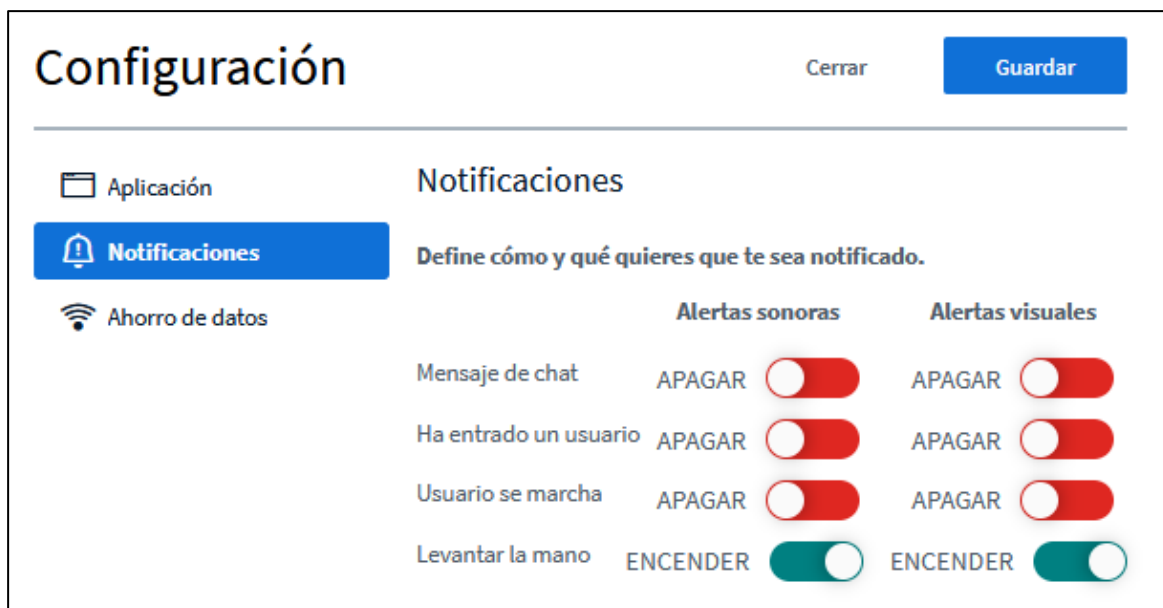 Configuración
Cerrar
Guardar
Aplicación
Notificaciones
Ahorro de datos
Notificaciones
Define cómo y qué quieres que te sea notificado.
Alertas sonoras Alertas visuales
Mensaje de chat APAGAR APAGAR
Ha entrado un usuario APAGAR APAGAR
Usuario se marcha APAGAR APAGAR
Levantar la mano ENCENDER ENCENDER